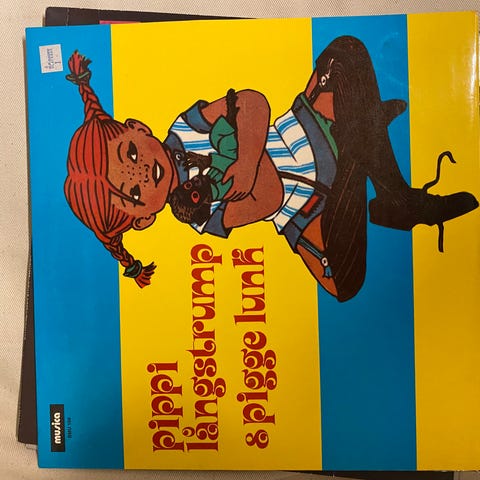 pippi
långstrump
& pigge lunk
musica